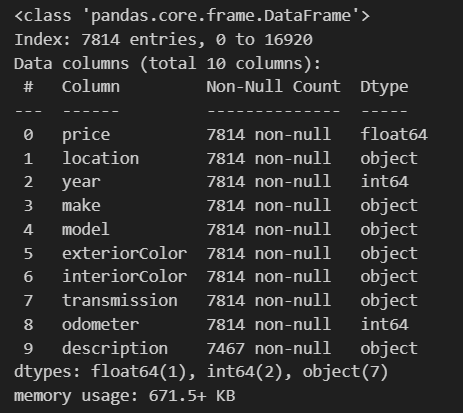 <class 'pandas.core.frame.DataFrame'>
Index: 7814 entries, 0 to 16920
Data columns (total 10 columns):
 #   Column         Non-Null Count  Dtype
---  ------         --------------  -----
 0   price          7814 non-null   float64
 1   location       7814 non-null   object
 2   year           7814 non-null   int64
 3   make           7814 non-null   object
 4   model          7814 non-null   object
 5   exteriorColor  7814 non-null   object
 6   interiorColor  7814 non-null   object
 7   transmission   7814 non-null   object
 8   odometer       7814 non-null   int64
 9   description    7467 non-null   object
dtypes: float64(1), int64(2), object(7)
memory usage: 671.5+ KB